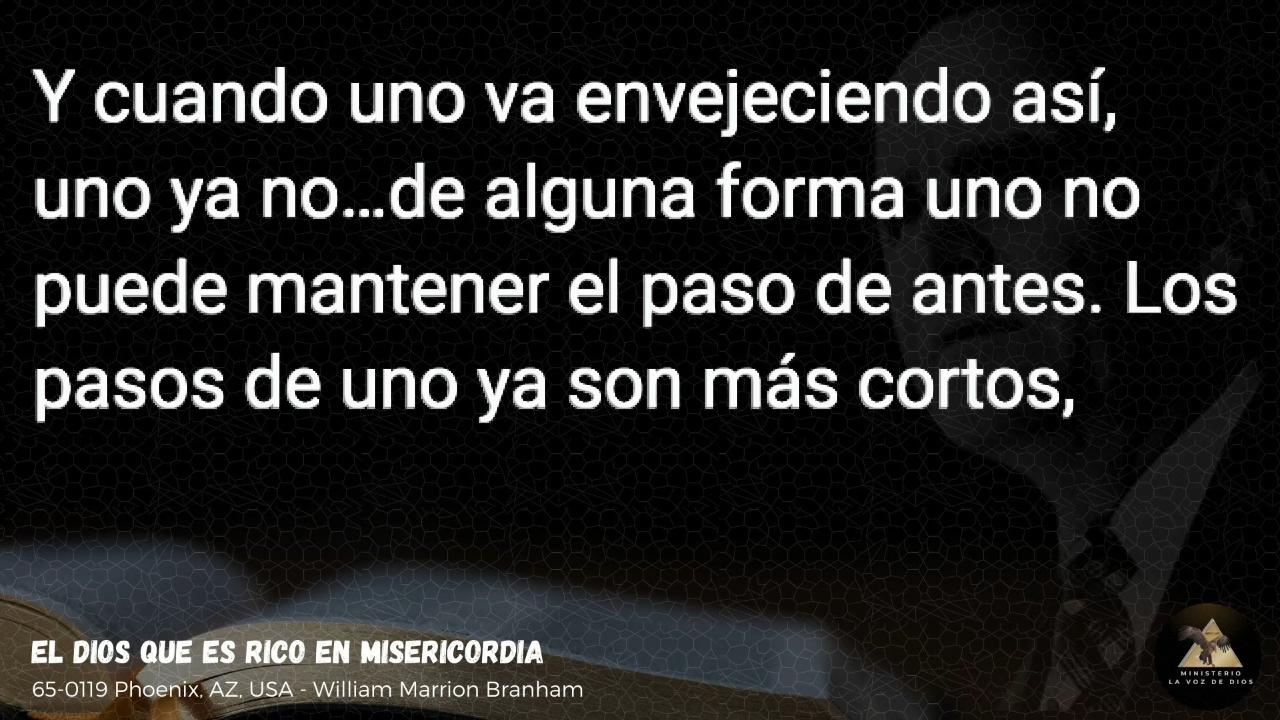 Y cuando uno va envejeciendo así,
uno ya no...de alguna forma uno no
puede mantener el paso de antes. Los
pasos de uno ya son más cortos,
EL DIOS QUE ES RICO EN MISERICORDIA
65-0119 Phoenix, AZ, USA - William Marrion Branham
MINISTERIO
LA VOZ DE DIOS